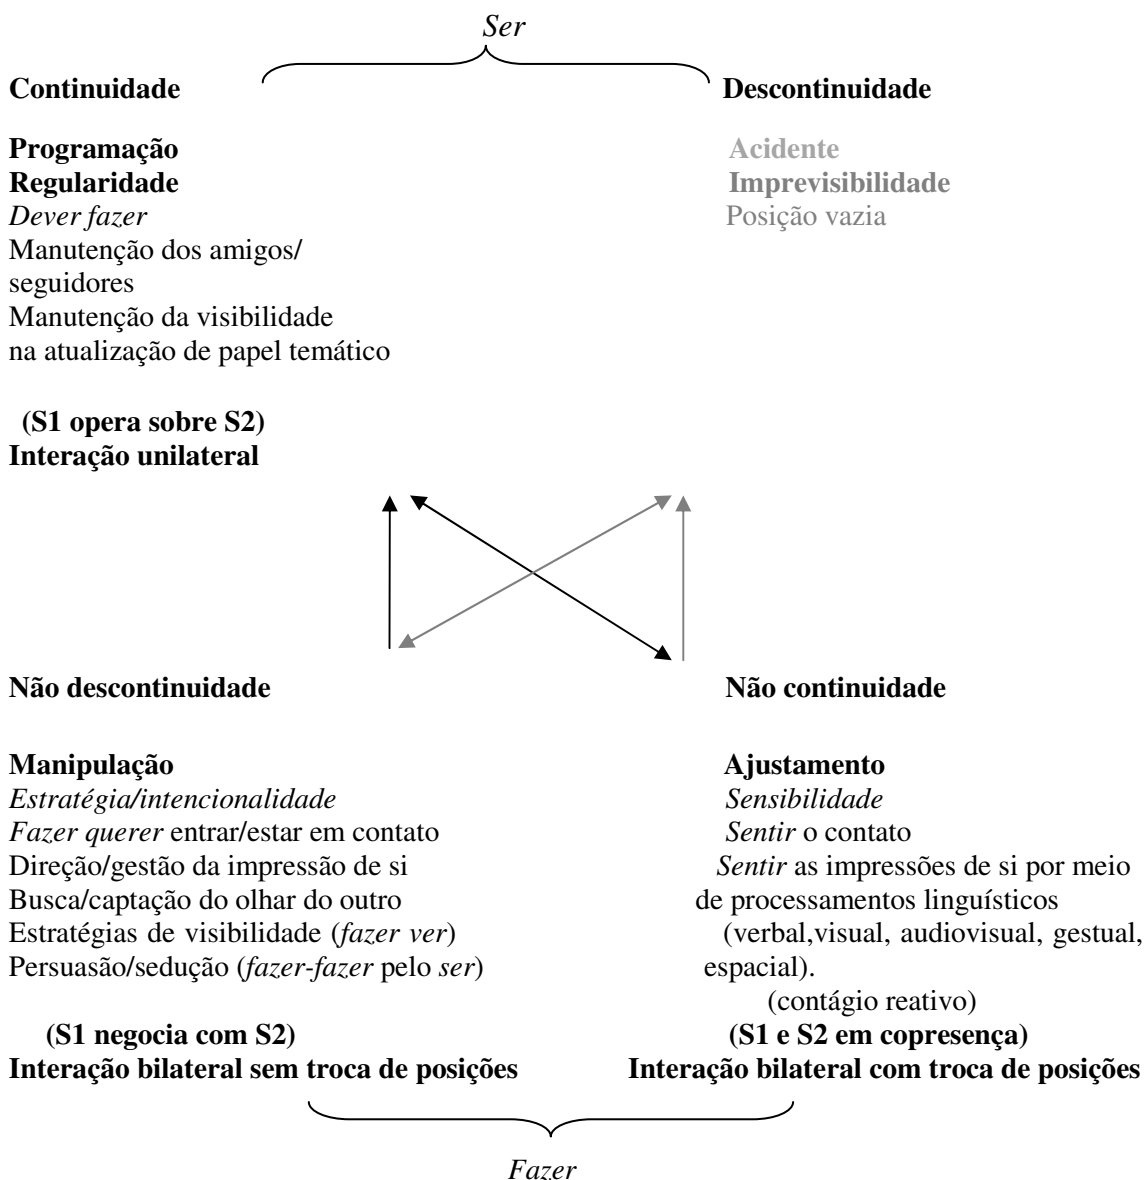 Ser
Continuidade
Descontinuidade
Programação
Regularidade
Dever fazer
Manutenção dos amigos/
seguidores
Manutenção da visibilidade
na atualização de papel temático
(S1 opera sobre S2)
Interação unilateral
Acidente
Imprevisibilidade
Posição vazia
Não descontinuidade
Não continuidade
Manipulação
Estratégia/intencionalidade
Fazer querer entrar/estar em contato
Direção/gestão da impressão de si
Busca/captação do olhar do outro
Estratégias de visibilidade (fazer ver)
Persuasão/sedução (fazer-fazer pelo ser)
(S1 negocia com S2)
Interação bilateral sem troca de posições
Ajustamento
Sensibilidade
Sentir o contato
Sentir as impressões de si por meio
de processamentos linguísticos
(verbal,visual, audiovisual, gestual,
espacial).
(contágio reativo)
(S1 e S2 em copresença)
Interação bilateral com troca de posições
Fazer